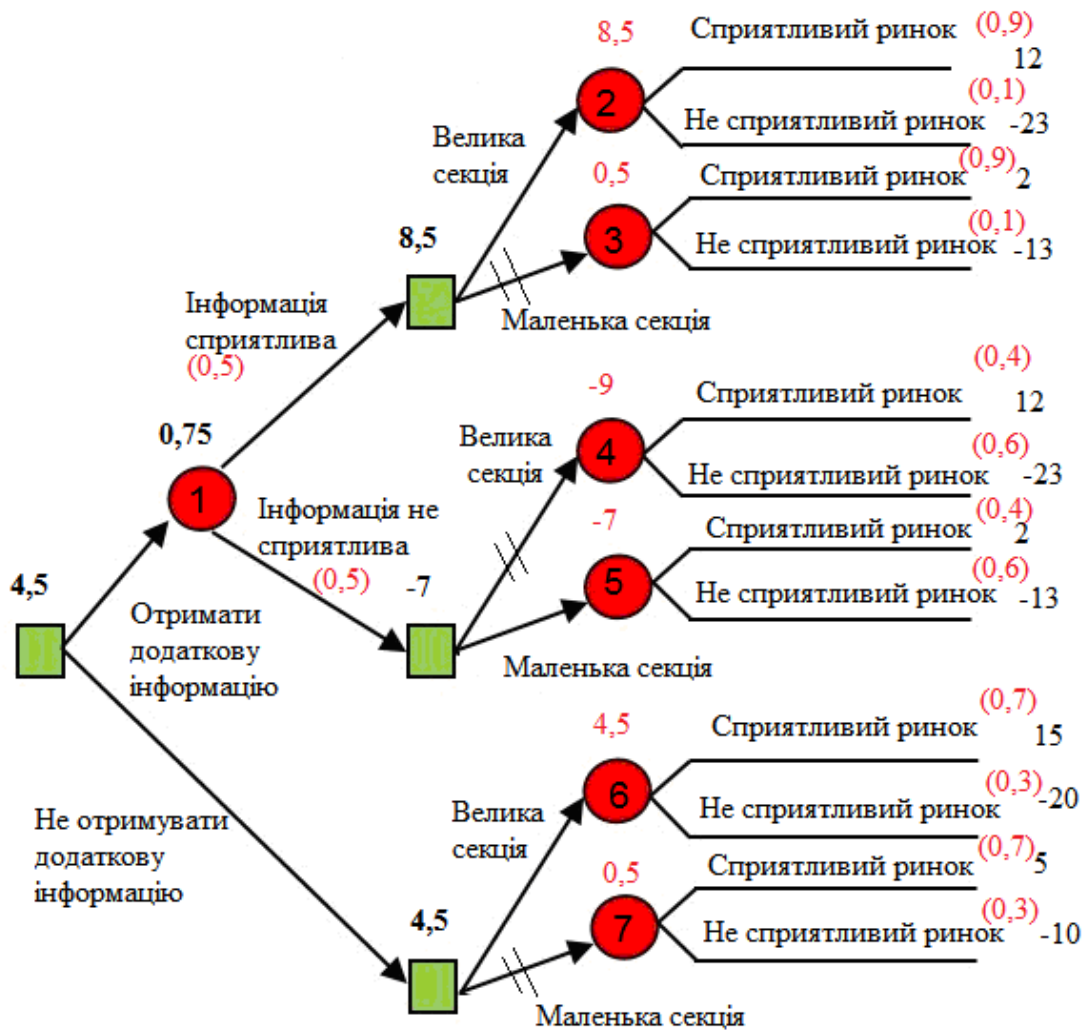 8,5
Сприятливий ринок
(0,9)
12
2
Не сприятливий ринок
(0,1)
-23
Велика
секція
0,5
Сприятливий ринок
(0,9)
2
3
Не сприятливий ринок
(0,1)
-13
8,5
Маленька секція
Інформація
сприятлива
(0,5)
-9
Сприятливий ринок
(0,4)
12
0,75
Велика
секція
4
Не сприятливий ринок
(0,6)
-23
1
Інформація не
сприятлива
(0,5)
-7
Сприятливий ринок
(0,4)
2
5
Не сприятливий ринок
(0,6)
-13
4,5
-7
Отримати
додаткову
інформацію
Маленька секція
4,5
Сприятливий ринок
(0,7)
15
Велика
секція
6
Не сприятливий ринок
(0,3)
-20
Не отримувати
додаткову
інформацію
0,5
Сприятливий ринок
(0,7)
5
4,5
7
Не сприятливий ринок
(0,3)
-10
Маленька секція